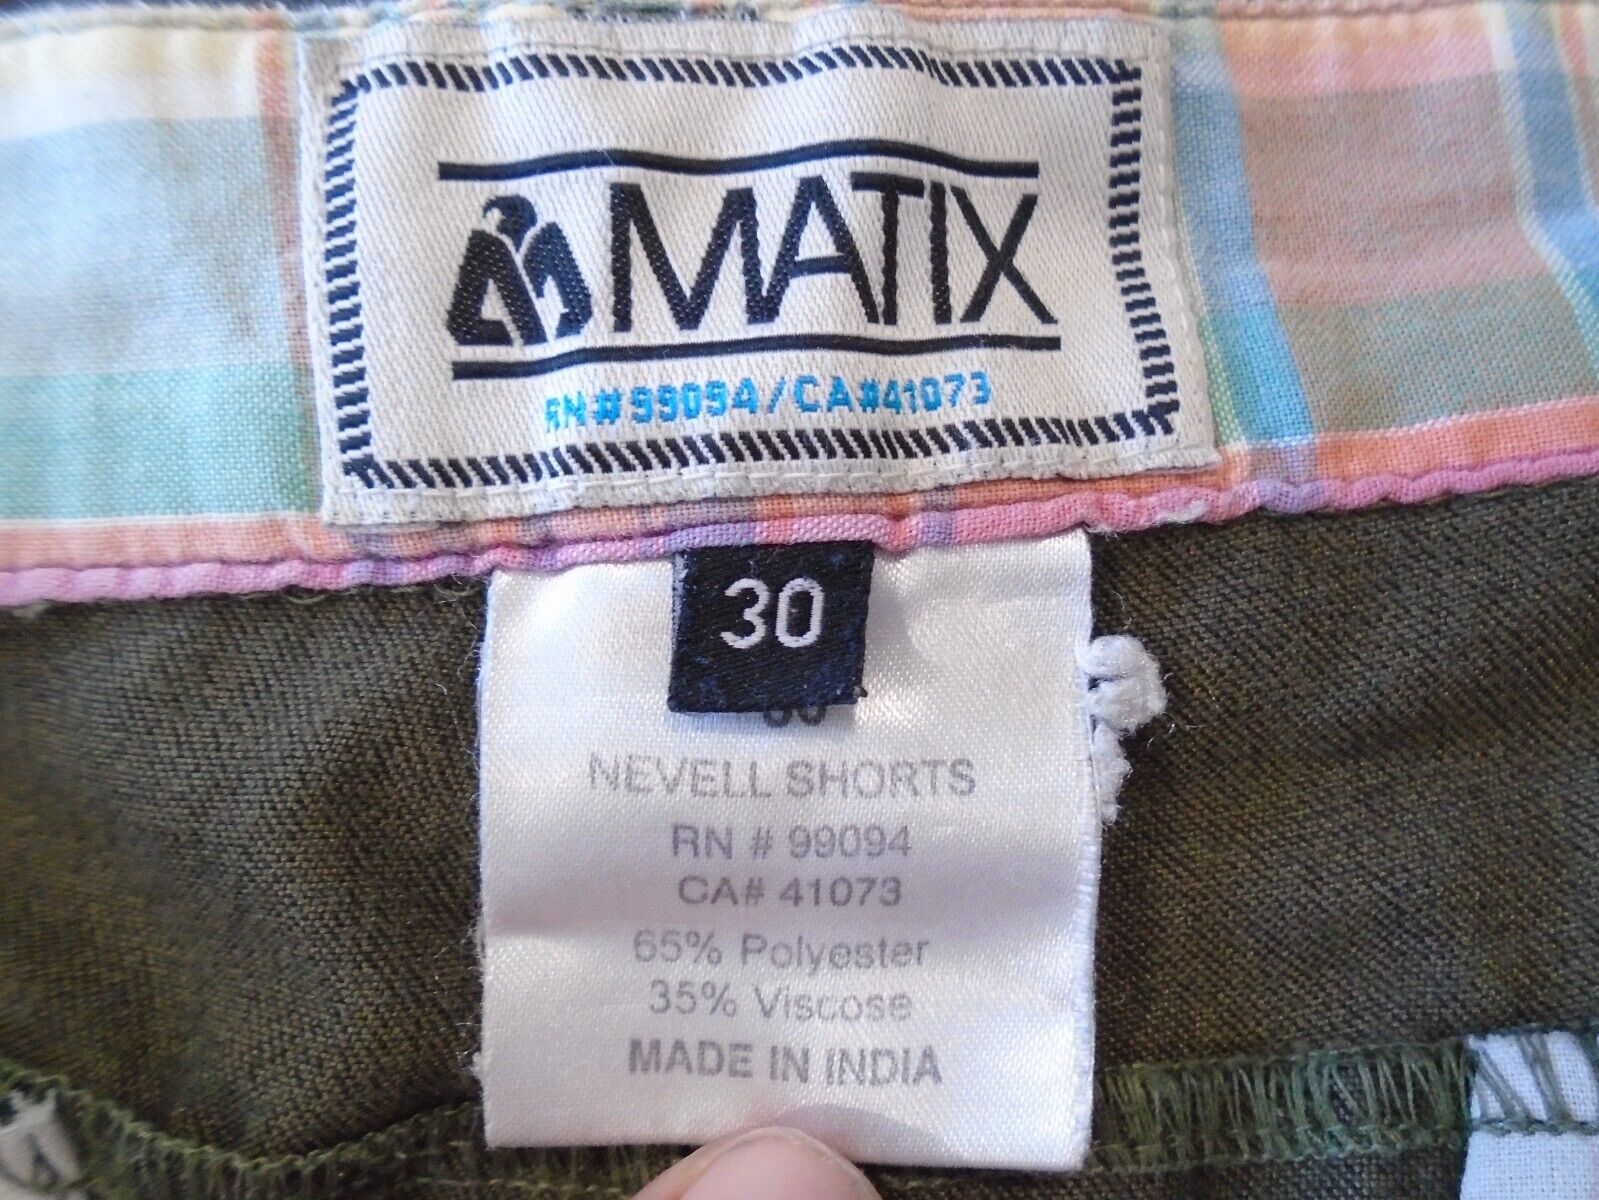 MATIX
RN#99094/CA#41073
30
NEVELL SHORTS
RN # 99094
CA# 41073
65% Polyester
35% Viscose
MADE IN INDIA